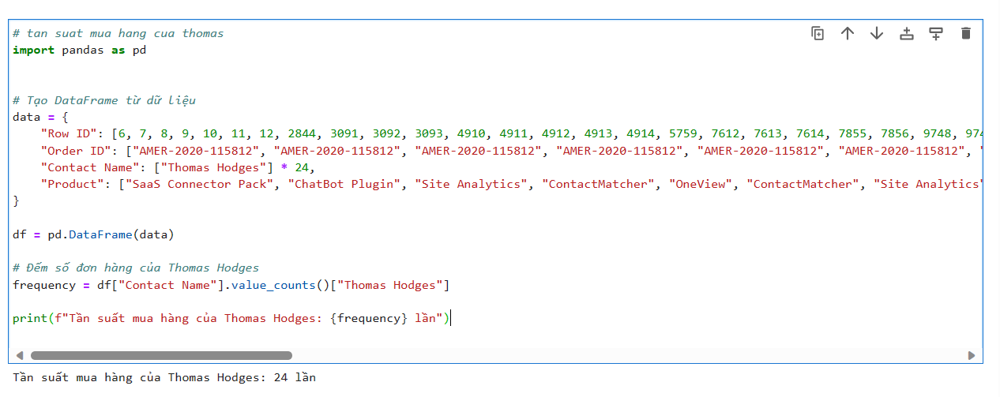 # tan suat mua hang cua thomas
import pandas as pd
# Tạo DataFrame từ dữ liệu
data = {
    "Row ID": [6, 7, 8, 9, 10, 11, 12, 2844, 3091, 3092, 3093, 4910, 4911, 4912, 4913, 4914, 5759, 7612, 7613, 7614, 7855, 7856, 9748, 974
    "Order ID": ["AMER-2020-115812", "AMER-2020-115812", "AMER-2020-115812", "AMER-2020-115812", "AMER-2020-115812", "AMER-2020-115812", "
    "Contact Name": ["Thomas Hodges"] * 24,
    "Product": ["SaaS Connector Pack", "ChatBot Plugin", "Site Analytics", "ContactMatcher", "OneView", "ContactMatcher", "Site Analytics"
}
df = pd.DataFrame(data)
# Đếm số đơn hàng của Thomas Hodges
frequency = df["Contact Name"].value_counts()["Thomas Hodges"]
print(f"Tần suất mua hàng của Thomas Hodges: {frequency} lần")
Tần suất mua hàng của Thomas Hodges: 24 lần